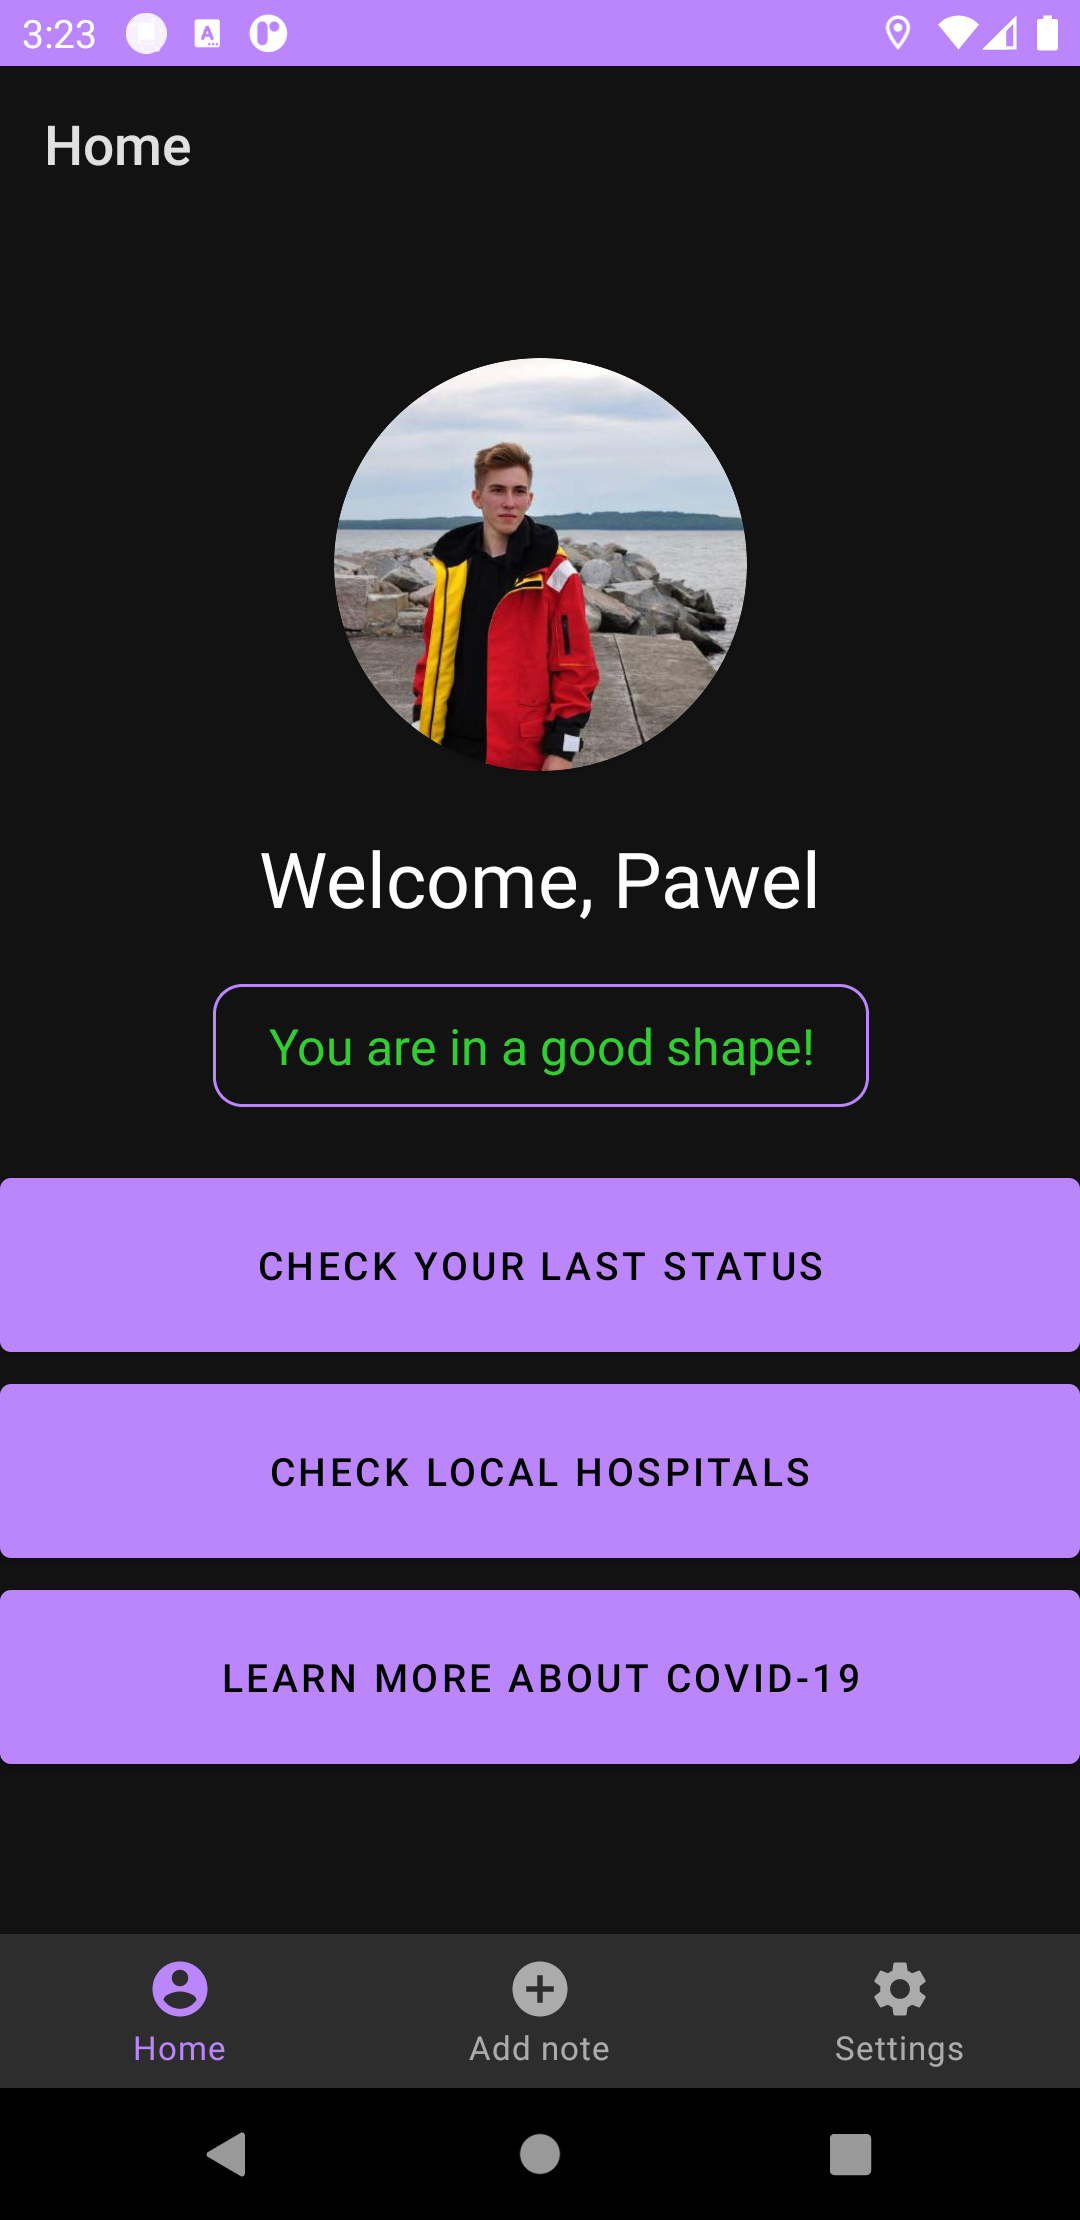 3:23
Home
Welcome, Pawel
You are in a good shape!
CHECK YOUR LAST STATUS
CHECK LOCAL HOSPITALS
LEARN MORE ABOUT COVID-19
Home
Add note
Settings